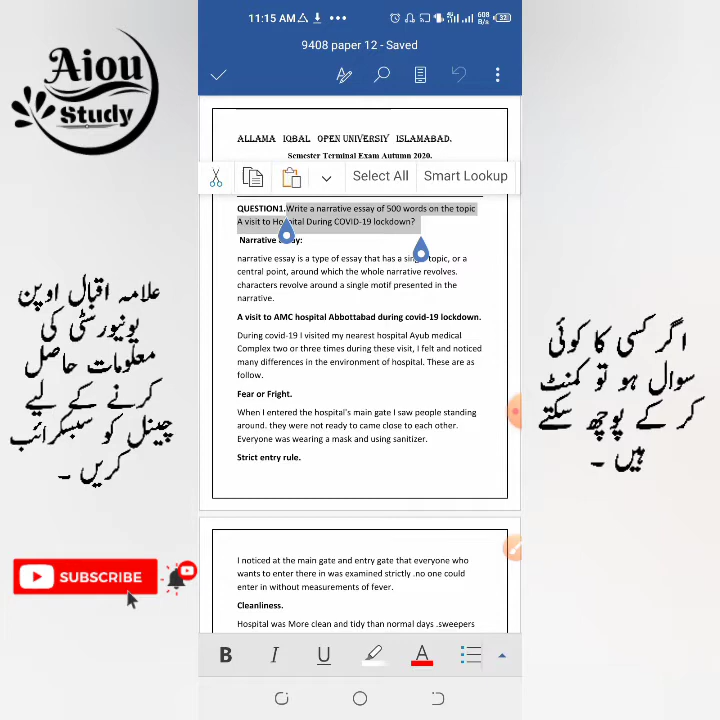 Aiou
Study
11:15 AM
608
B/s
32
9408 paper 12 - Saved
ALLAMA IQBAL OPEN UNIVERSIY ISLAMABAD.
Semester Terminal Exam Autumn 2020.
Select All
Smart Lookup
QUESTION1.Write a narrative essay of 500 words on the topic
A visit to Hospital During COVID-19 lockdown?
Narrative essay:
narrative essay is a type of essay that has a single topic, or a
central point, around which the whole narrative revolves.
characters revolve around a single motif presented in the
narrative.
A visit to AMC hospital Abbottabad during covid-19 lockdown.
During covid-19 I visited my nearest hospital Ayub medical
Complex two or three times during these visit, I felt and noticed
many differences in the environment of hospital. These are as
follow.
Fear or Fright.
When I entered the hospital's main gate I saw people standing
around. they were not ready to came close to each other.
Everyone was wearing a mask and using sanitizer.
Strict entry rule.
I noticed at the main gate and entry gate that everyone who
wants to enter there in was examined strictly .no one could
enter in without measurements of fever.
Cleanliness.
Hospital was More clean and tidy than normal days .sweepers
B I U A
علامہ اقبال اوپن
یونیورسٹی کی
معلومات حاصل
کرنے کے لیے
چینل کو سبسکرائب
کریں ۔
SUBSCRIBE
اگر کسی کا کوئی
سوال ہو تو کمنٹ
کر کے پوچھ سکتے
ہیں ۔